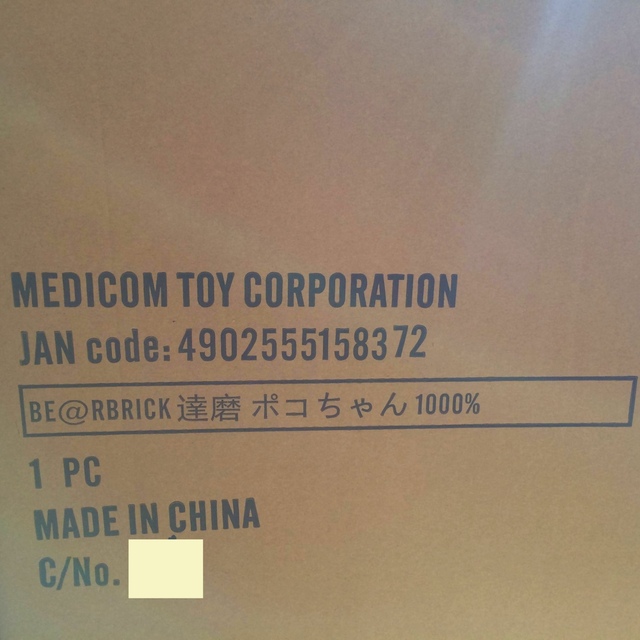 MEDICOM TOY CORPORATION
JAN code: 4902555158372
BE@RBRICK 達磨 ポコちゃん 1000%
1 PC
MADE IN CHINA
C/No.